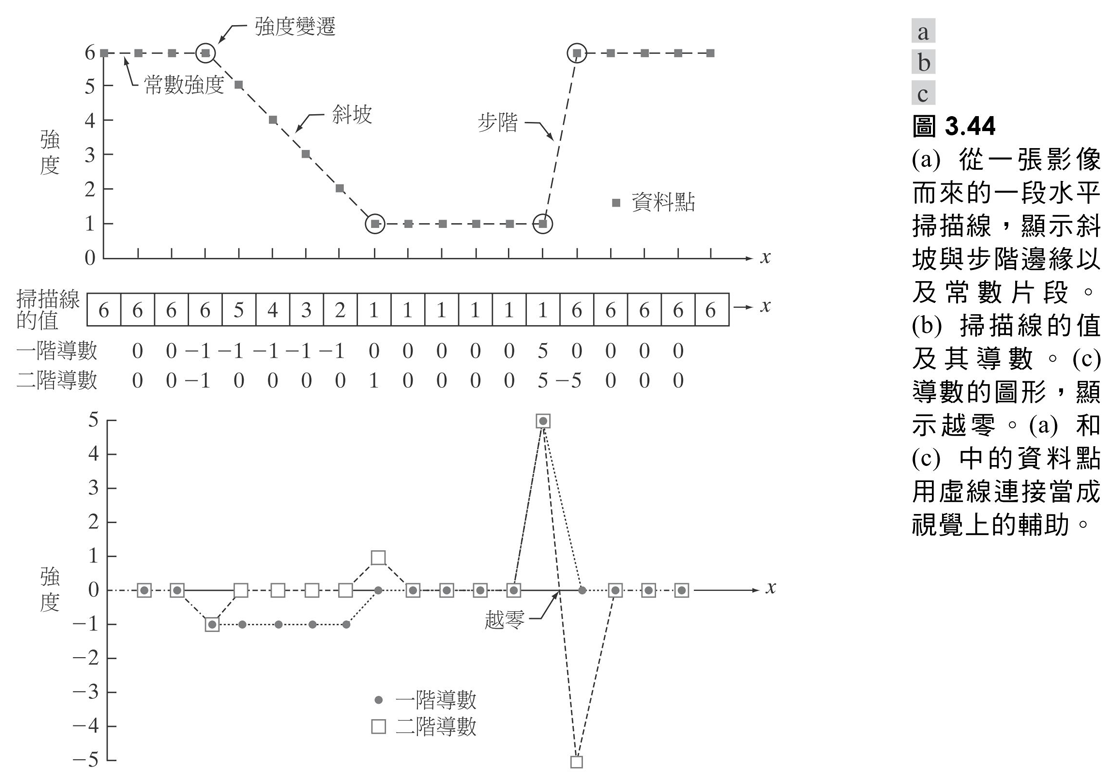 強度變遷
6
常數強度
5
4
斜坡
步階
強度
3
2
資料點
1
0
x
掃描線的值
6 6 6 6 5 4 3 2 1 1 1 1 1 1 6 6 6 6 6
x
一階導數 0 0 −1 −1 −1 −1 −1 0 0 0 0 0 5 0 0 0 0
二階導數 0 0 −1 0 0 0 0 1 0 0 0 0 5 −5 0 0 0
5
4
3
2
1
強度
0
x
越零
−1
−2
−3
一階導數
二階導數
−4
−5
a
b
c
圖 3.44
(a) 從一張影像
而來的一段水平
掃描線，顯示斜
坡與步階邊緣以
及常數片段。
(b) 掃描線的值
及其導數。(c)
導數的圖形，顯
示越零。(a) 和
(c) 中的資料點
用虛線連接當成
視覺上的輔助。